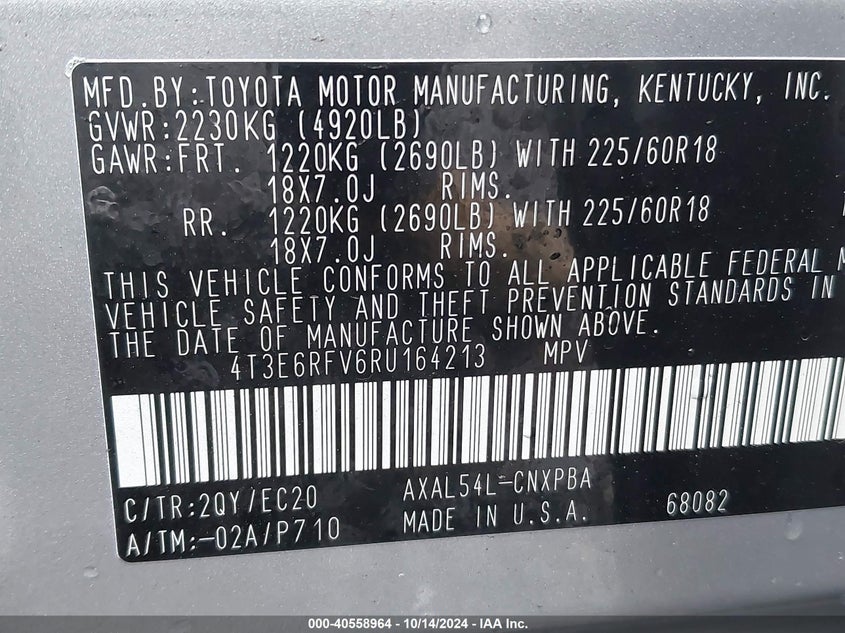 MFD.BY:TOYOTA MOTOR MANUFACTURING, KENTUCKY, INC.
GVWR:2230KG (4920LB)
GAWR:FRT. 1220KG (2690LB) WITH 225/60R18
18X7.0J RIMS.
RR. 1220KG (2690LB) WITH 225/60R18
18X7.0J RIMS.
THIS VEHICLE CONFORMS TO ALL APPLICABLE FEDERAL
VEHICLE SAFETY AND THEFT PREVENTION STANDARDS IN
THE DATE OF MANUFACTURE SHOWN ABOVE.
4T3E6RFV6RU164213 MPV
C/TR:2QY/EC20 AXAL54L-CNXPBA
A/TM:-02A/P710 MADE IN U.S.A. 68082
000-40558964 - 10/14/2024 - IAA Inc.